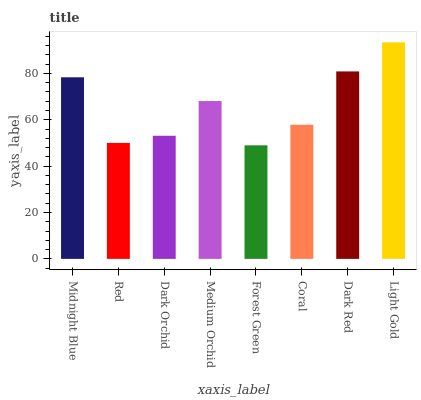 title
yaxis_label
80
60
40
20
0
Midnight Blue
Red
Dark Orchid
Medium Orchid
Forest Green
Coral
Dark Red
Light Gold
xaxis_label